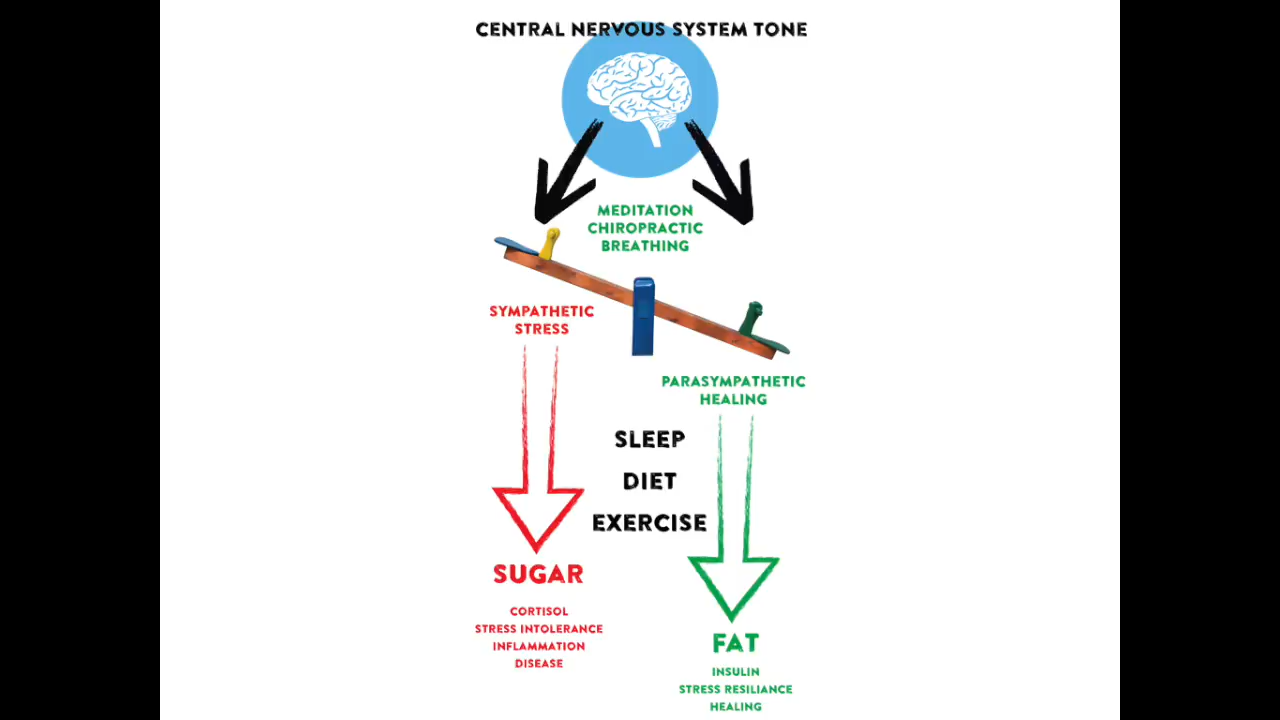 CENTRAL NERVOUS SYSTEM TONE
MEDITATION
CHIROPRACTIC
BREATHING
SYMPATHETIC
STRESS
PARASYMPATHETIC
HEALING
SLEEP
DIET
EXERCISE
SUGAR
CORTISOL
STRESS INTOLERANCE
INFLAMMATION
DISEASE
FAT
INSULIN
STRESS RESILIANCE
HEALING